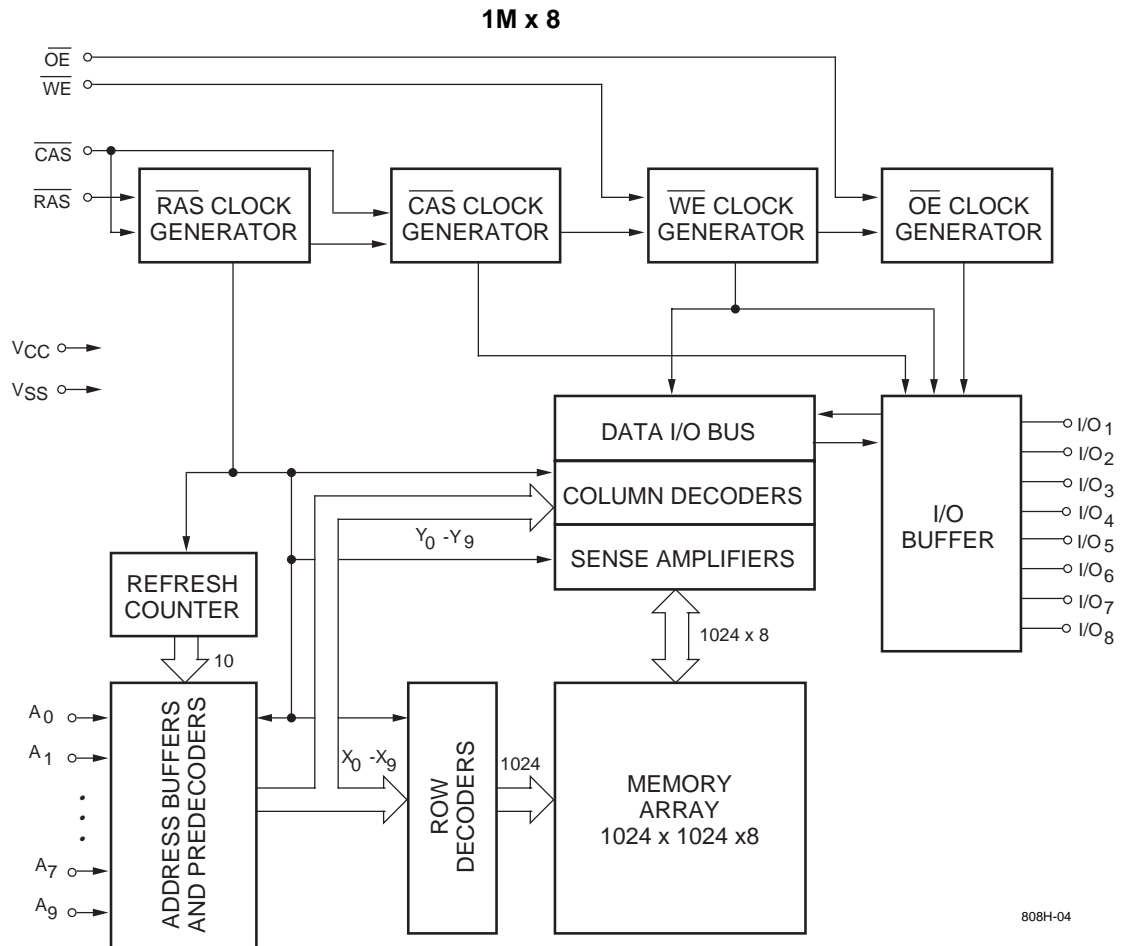 1M x 8
OE
WE
CAS
RAS
RAS CLOCK
GENERATOR
CAS CLOCK
GENERATOR
WE CLOCK
GENERATOR
OE CLOCK
GENERATOR
VCC
VSS
DATA I/O BUS
COLUMN DECODERS
SENSE AMPLIFIERS
Y0 -Y9
I/O
BUFFER
I/O1
I/O2
I/O3
I/O4
I/O5
I/O6
I/O7
I/O8
REFRESH
COUNTER
10
1024 x 8
A0
A1
A7
A9
ADDRESS BUFFERS
AND PREDECODERS
X0 -X9
ROW
DECODERS
1024
MEMORY
ARRAY
1024 x 1024 x8
808H-04